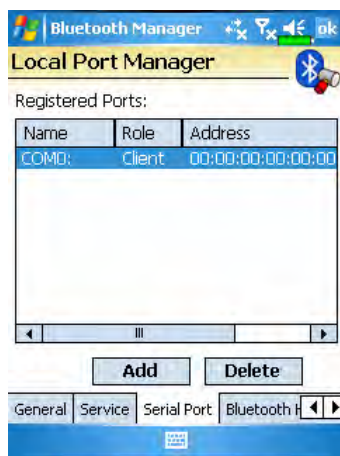 Bluetooth Manager ok
Local Port Manager
Registered Ports:
Name Role Address
COM0: Client 00:00:00:00:00:00
Add Delete
General Service Serial Port Bluetooth H